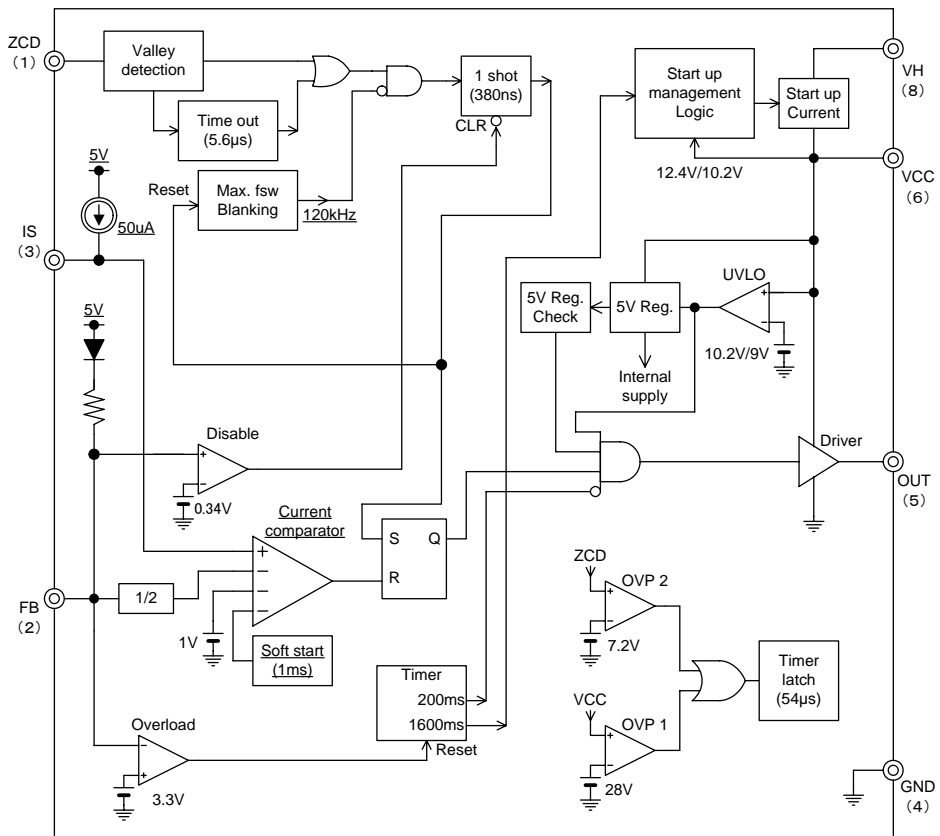 ZCD
(1)
Valley
detection
Time out
(5.6µs)
1 shot
(380ns)
CLR
Start up
management
Logic
Start up
Current
VH
(8)
5V
Reset
Max. fsw
Blanking
120kHz
12.4V/10.2V
VCC
(6)
50uA
IS
(3)
UVLO
5V Reg.
Check
5V Reg.
5V
10.2V/9V
Internal
supply
Disable
Driver
0.34V
OUT
(5)
Current
comparator
+
−
−
−
S
Q
R
ZCD
OVP 2
FB
(2)
1/2
1V
7.2V
Soft start
(1ms)
Timer
200ms
1600ms
Timer
latch
(54µs)
VCC
OVP 1
Overload
Reset
3.3V
28V
GND
(4)